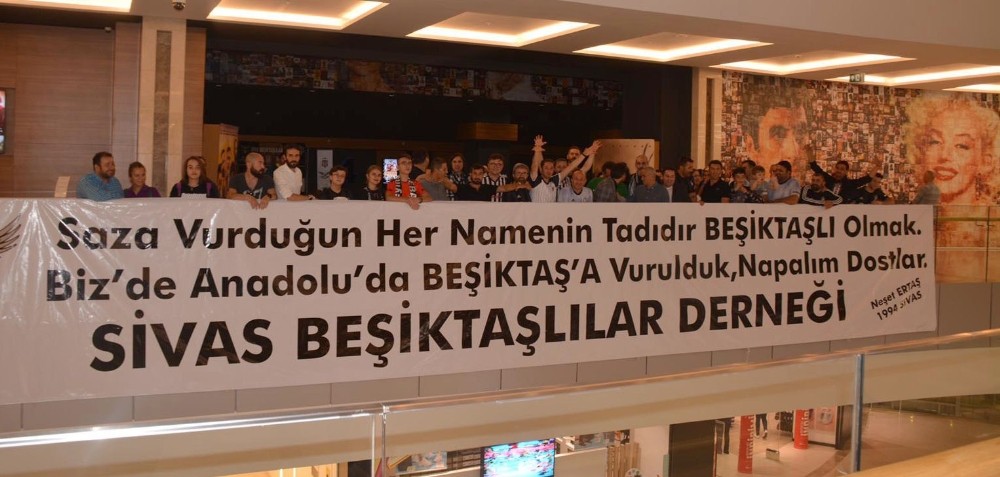 Saza Vurduğun Her Namenin Tadıdır BEŞİKTAŞLI Olmak.
Biz'de Anadolu'da BEŞİKTAŞ'A Vurulduk,Napalım Dostlar.
SİVAS BEŞİKTAŞLILAR DERNEĞİ
Neşet ERTAŞ
1994 SİVAS